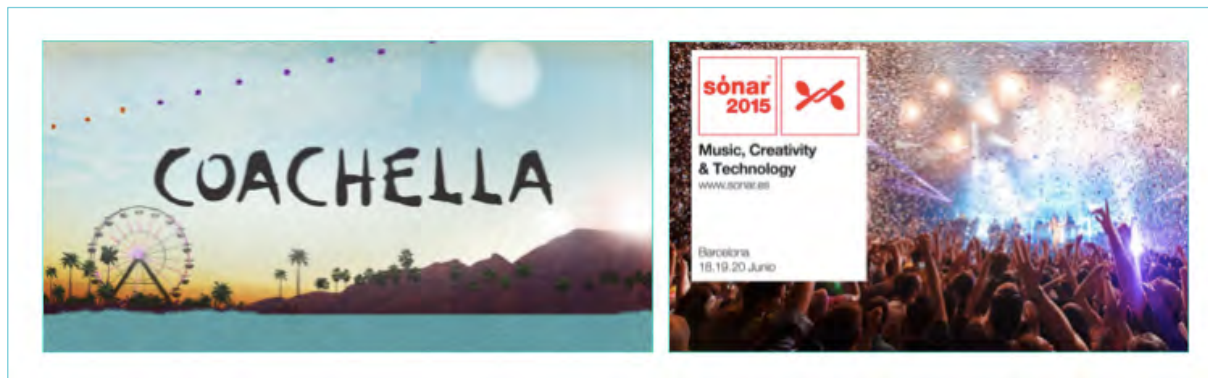 COACHELLA
sónar
2015
Music, Creativity
& Technology
www.sonar.es
Barcelona
18.19.20 Junio